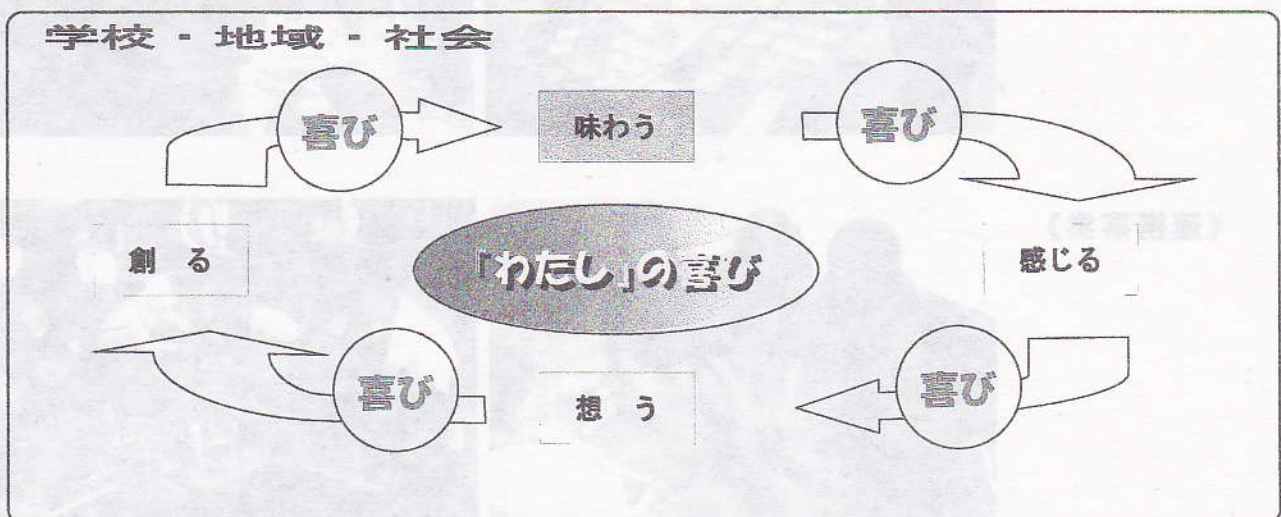 学校・地域・社会
喜び
味わう
喜び
創 る
「わたし」の喜び
感じる
喜び
想 う
喜び